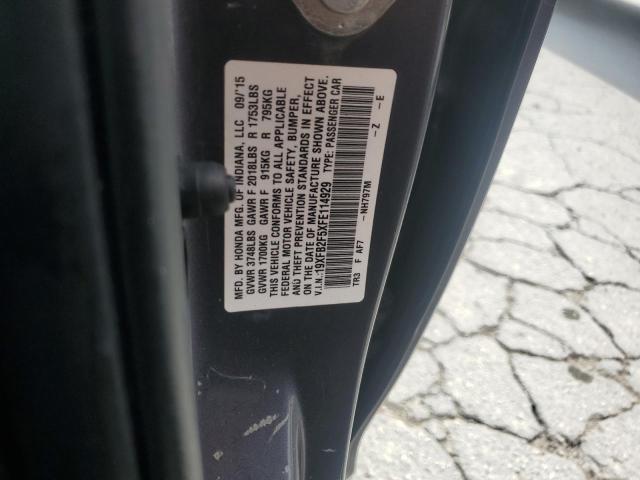 MFD. BY HONDA MFG. OF INDIANA, LLC 09/'15
GVWR 3748LBS GAWR F 2018LBS R 1753LBS
GVWR 1700KG GAWR F 915KG R 795KG
THIS VEHICLE CONFORMS TO ALL APPLICABLE
FEDERAL MOTOR VEHICLE SAFETY, BUMPER,
AND THEFT PREVENTION STANDARDS IN EFFECT
ON THE DATE OF MANUFACTURE SHOWN ABOVE.
V.I.N.:19XFB2F5XFE114929 TYPE: PASSENGER CAR
TR3 F AF7 -NH797M -Z -E